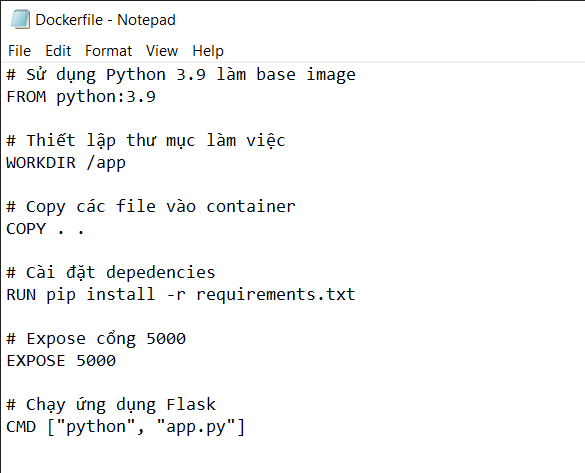 Dockerfile - Notepad
File Edit Format View Help
# Sử dụng Python 3.9 làm base image
FROM python:3.9
# Thiết lập thư mục làm việc
WORKDIR /app
# Copy các file vào container
COPY . .
# Cài đặt depedencies
RUN pip install -r requirements.txt
# Expose cổng 5000
EXPOSE 5000
# Chạy ứng dụng Flask
CMD ["python", "app.py"]